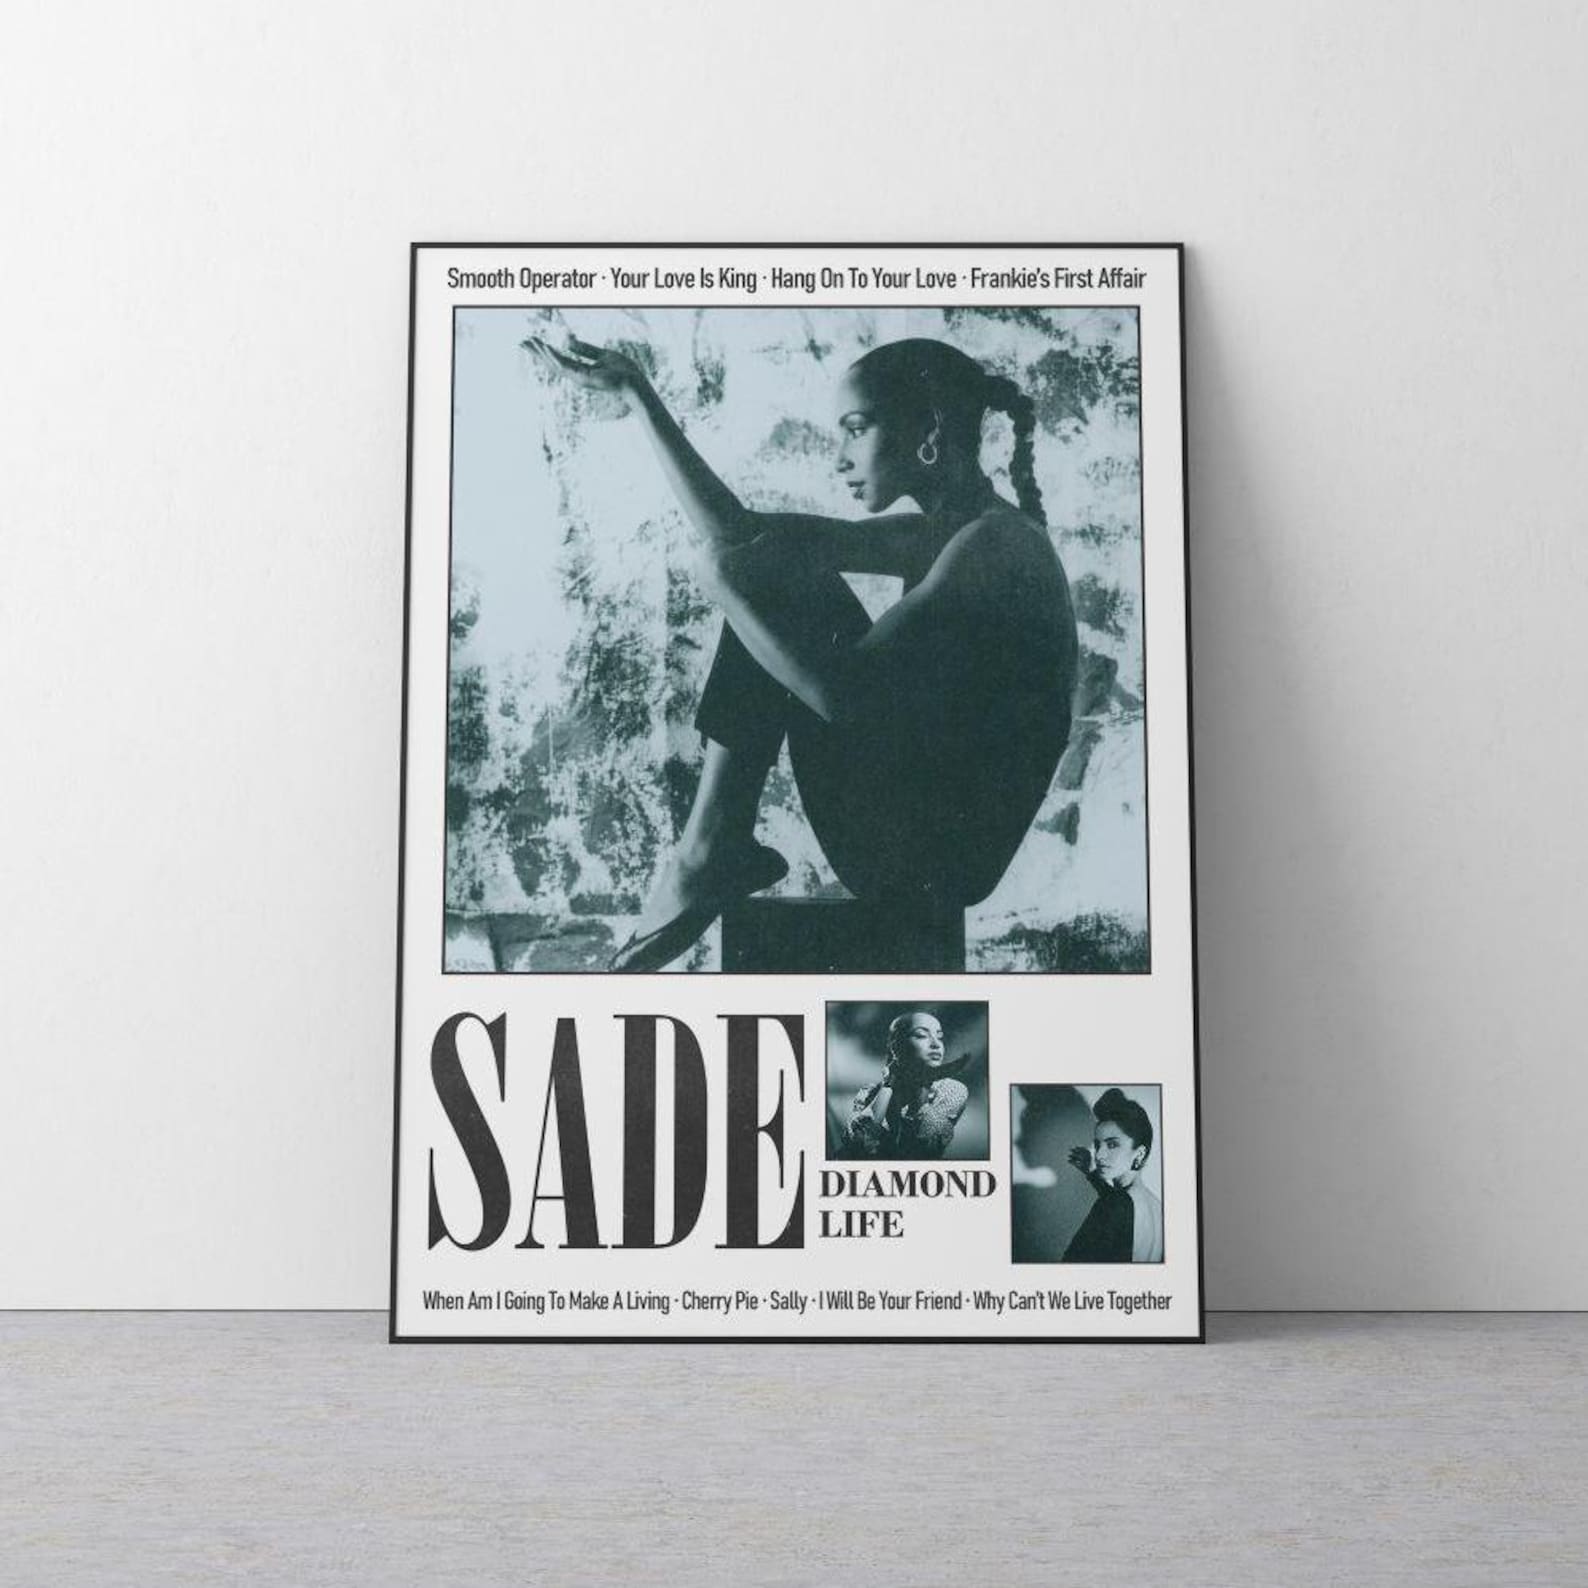 Smooth Operator · Your Love Is King · Hang On To Your Love · Frankie's First Affair
SADE
DIAMOND
LIFE
When Am I Going To Make A Living · Cherry Pie · Sally · I Will Be Your Friend · Why Can't We Live Together